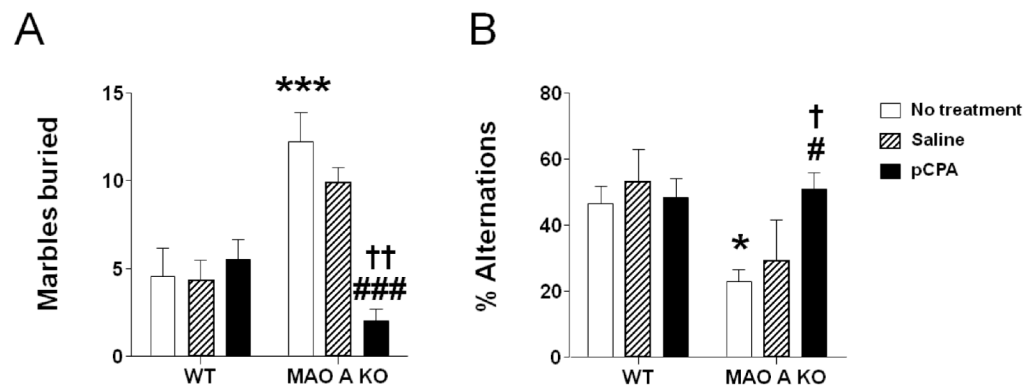 A
Marbles buried
15
10
5
0
***
††
###
WT
MAO A KO
B
% Alternations
80
60
40
20
0
*
†
#
WT
MAO A KO
No treatment
Saline
pCPA